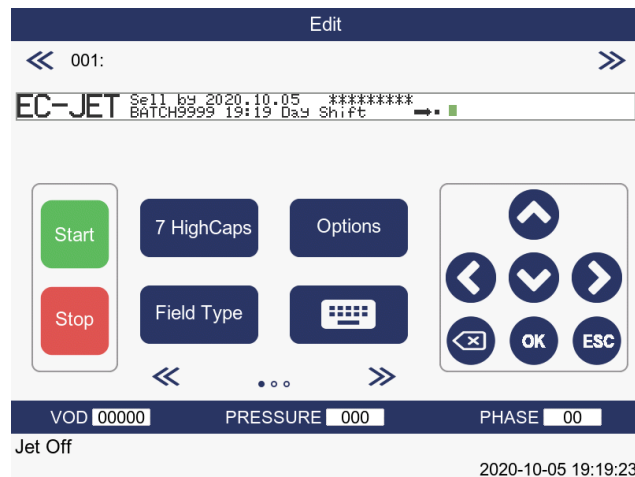 Edit
001:
EC-JET Sell by 2020.10.05 *********
BATCH9999 19:19 Day Shift
Start
7 HighCaps
Options
Stop
Field Type
OK
ESC
VOD 00000
PRESSURE 000
PHASE 00
Jet Off
2020-10-05 19:19:23